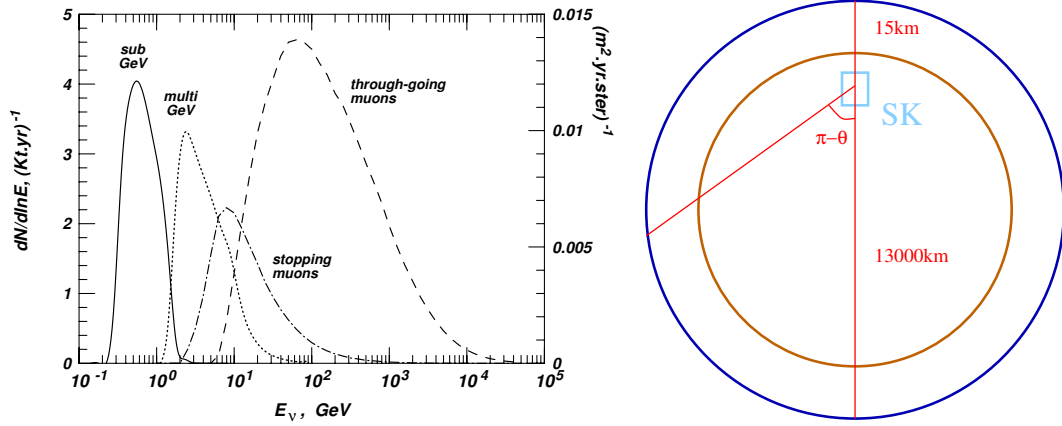 5
4
3
2
1
0
dN/dlnE, (Kt.yr)⁻¹
sub
GeV
multi
GeV
through-going
muons
stopping
muons
0.015
0.01
0.005
0
(m².yr.ster)⁻¹
10⁻¹ 10⁰ 10¹ 10² 10³ 10⁴ 10⁵
Eν , GeV
15km
SK
π−θ
13000km